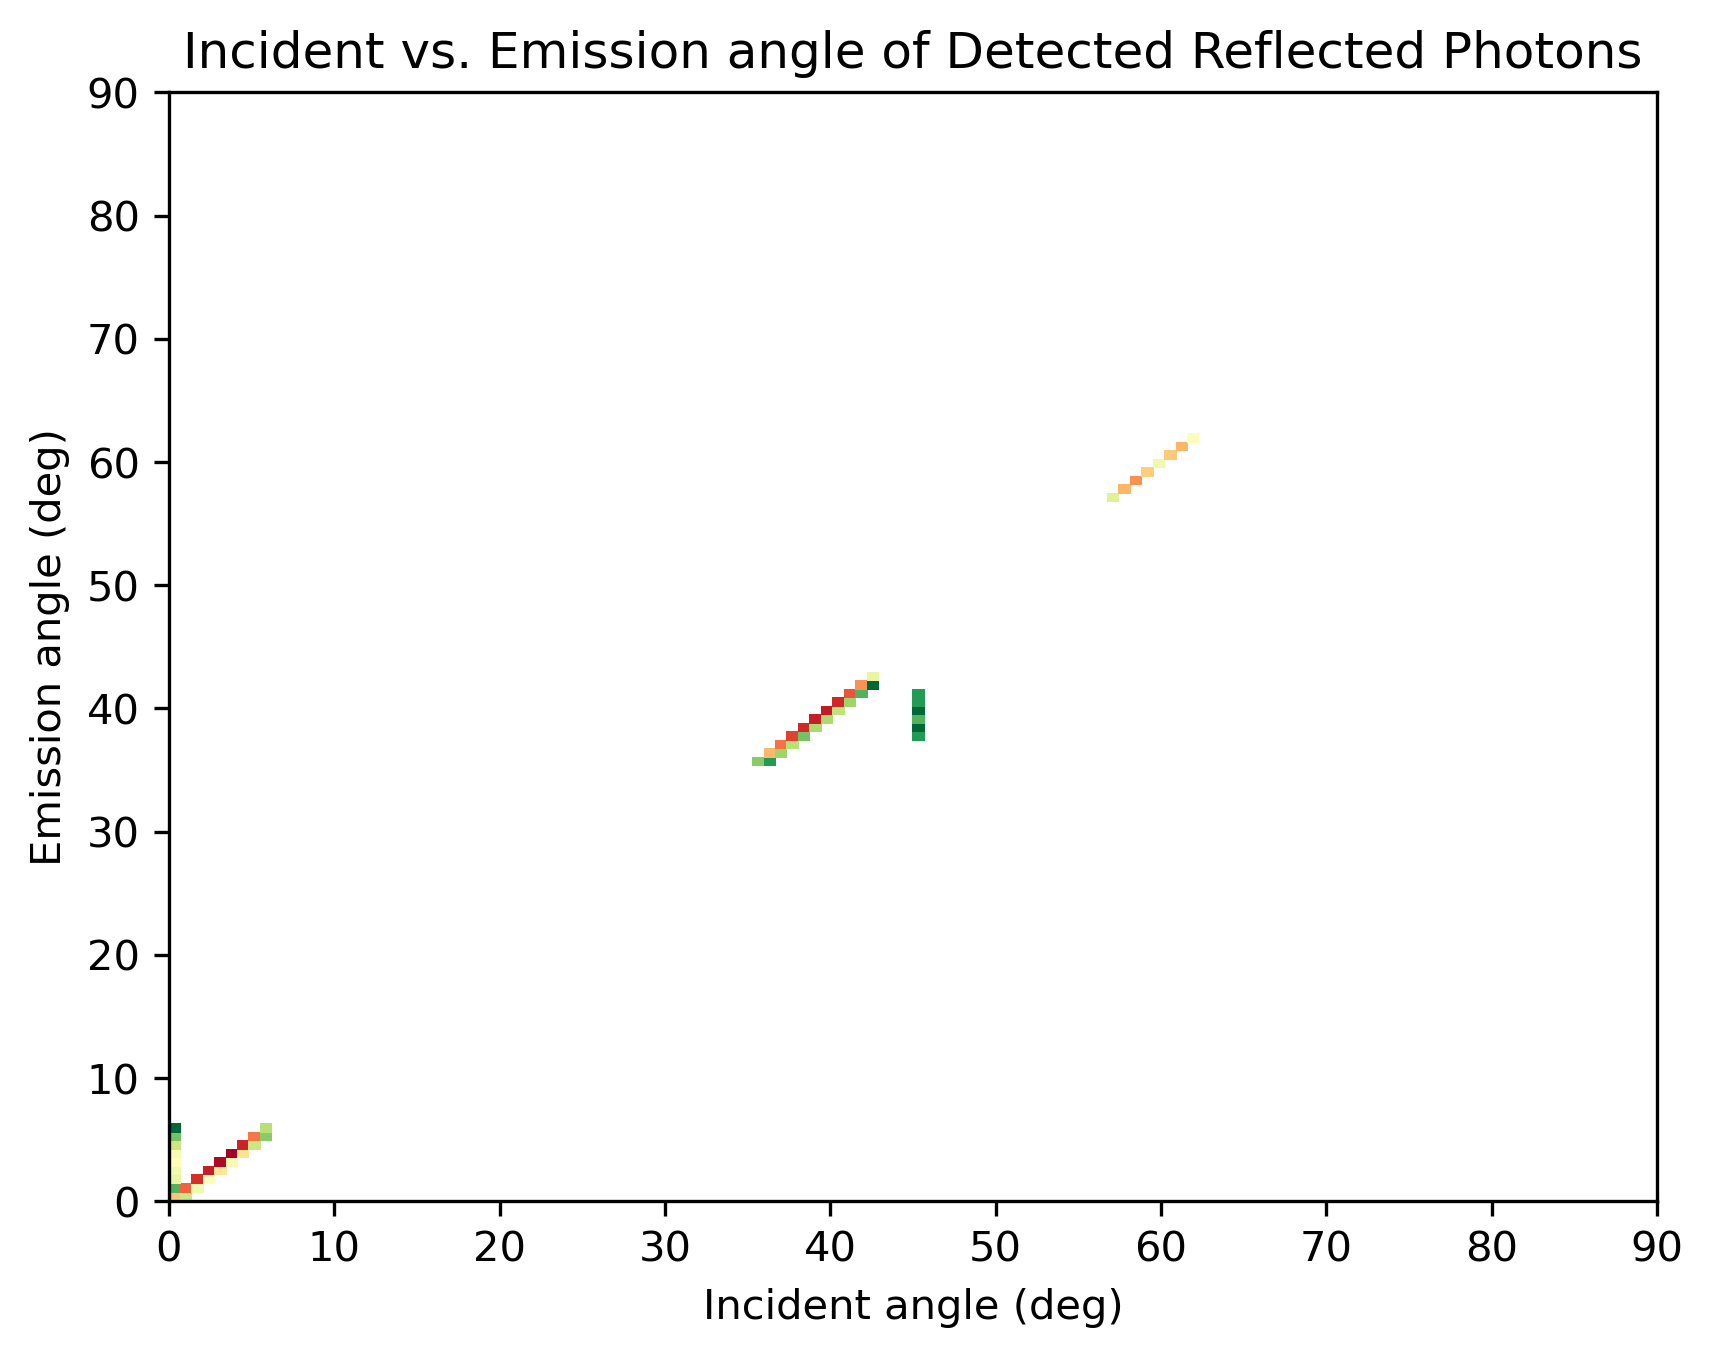 Incident vs. Emission angle of Detected Reflected Photons
90
80
70
60
50
40
30
20
10
0
Emission angle (deg)
0 10 20 30 40 50 60 70 80 90
Incident angle (deg)